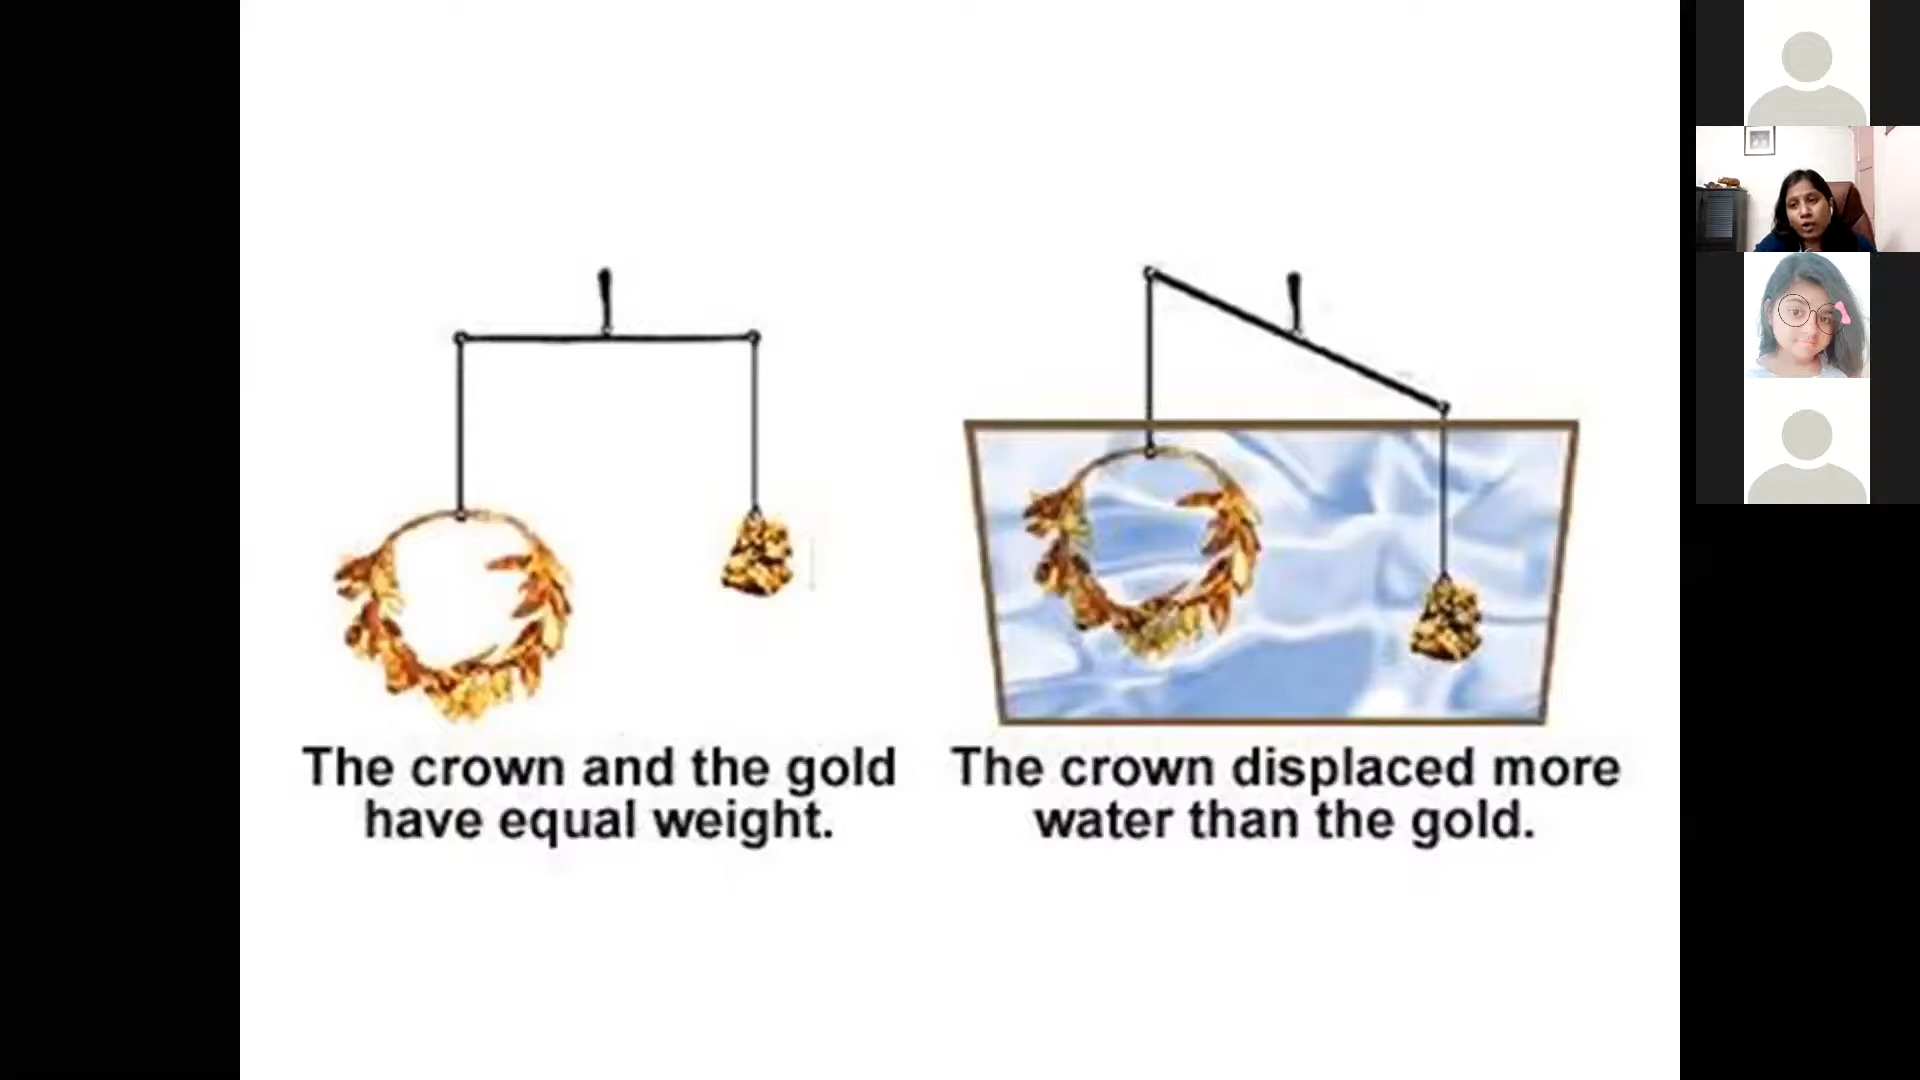 The crown and the gold
have equal weight.
The crown displaced more
water than the gold.